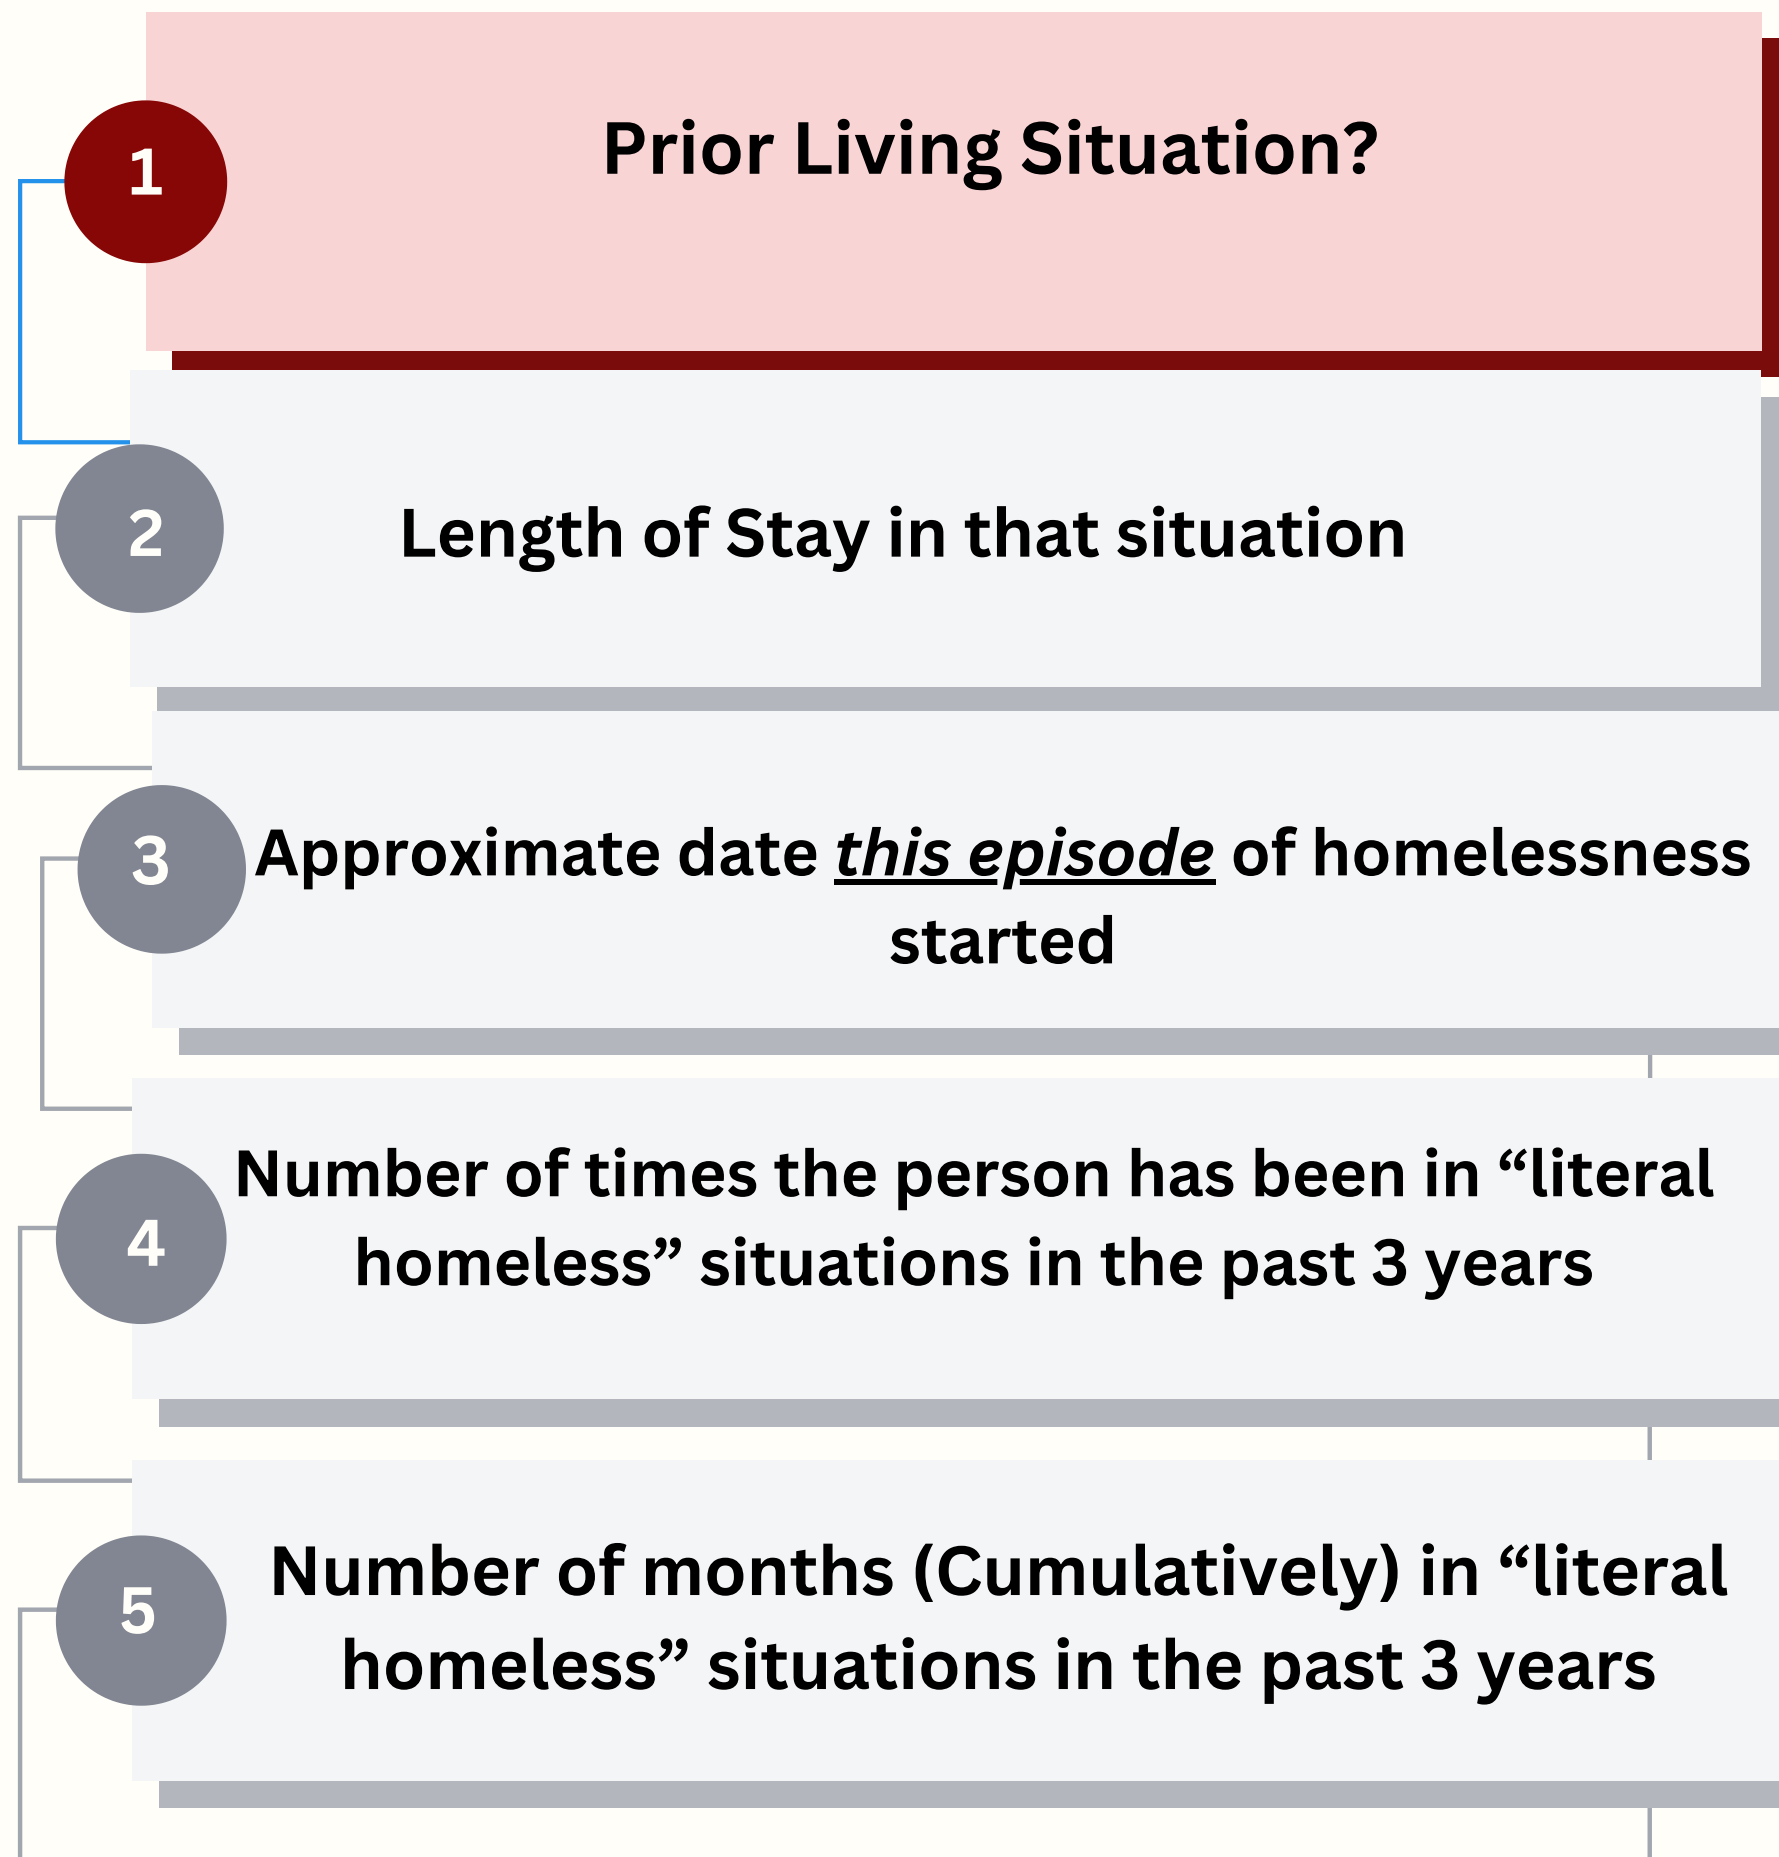 1
Prior Living Situation?
2
Length of Stay in that situation
3
Approximate date this episode of homelessness
started
4
Number of times the person has been in “literal
homeless” situations in the past 3 years
5
Number of months (Cumulatively) in “literal
homeless” situations in the past 3 years